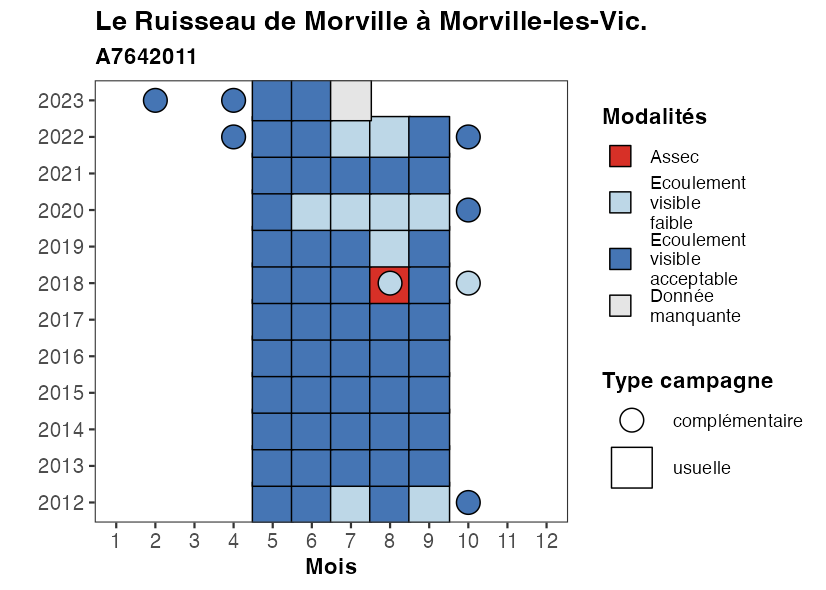 Le Ruisseau de Morville à Morville-les-Vic.
A7642011
2023
2022
2021
2020
2019
2018
2017
2016
2015
2014
2013
2012
1 2 3 4 5 6 7 8 9 10 11 12
Mois
Modalités
Assec
Ecoulement
visible
faible
Ecoulement
visible
acceptable
Donnée
manquante
Type campagne
complémentaire
usuelle